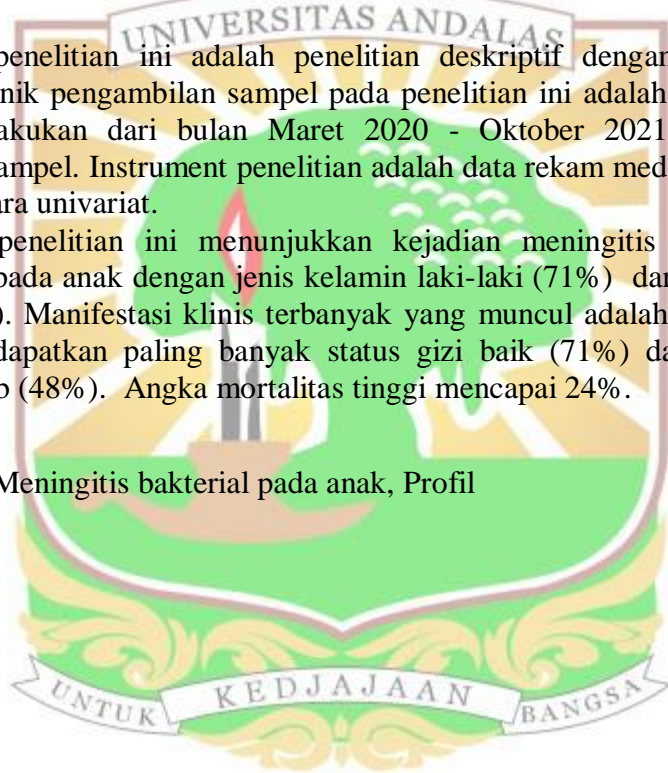 UNIVERSITAS ANDALAS
penelitian ini adalah penelitian deskriptif dengan
nik pengambilan sampel pada penelitian ini adalah
akukan dari bulan Maret 2020 - Oktober 2021
ampel. Instrument penelitian adalah data rekam med
ara univariat.
penelitian ini menunjukkan kejadian meningitis
pada anak dengan jenis kelamin laki-laki (71%) dan
). Manifestasi klinis terbanyak yang muncul adalah
dapatkan paling banyak status gizi baik (71%) da
b (48%). Angka mortalitas tinggi mencapai 24%.
Meningitis bakterial pada anak, Profil
UNTUK KEDJAJAAN BANGSA